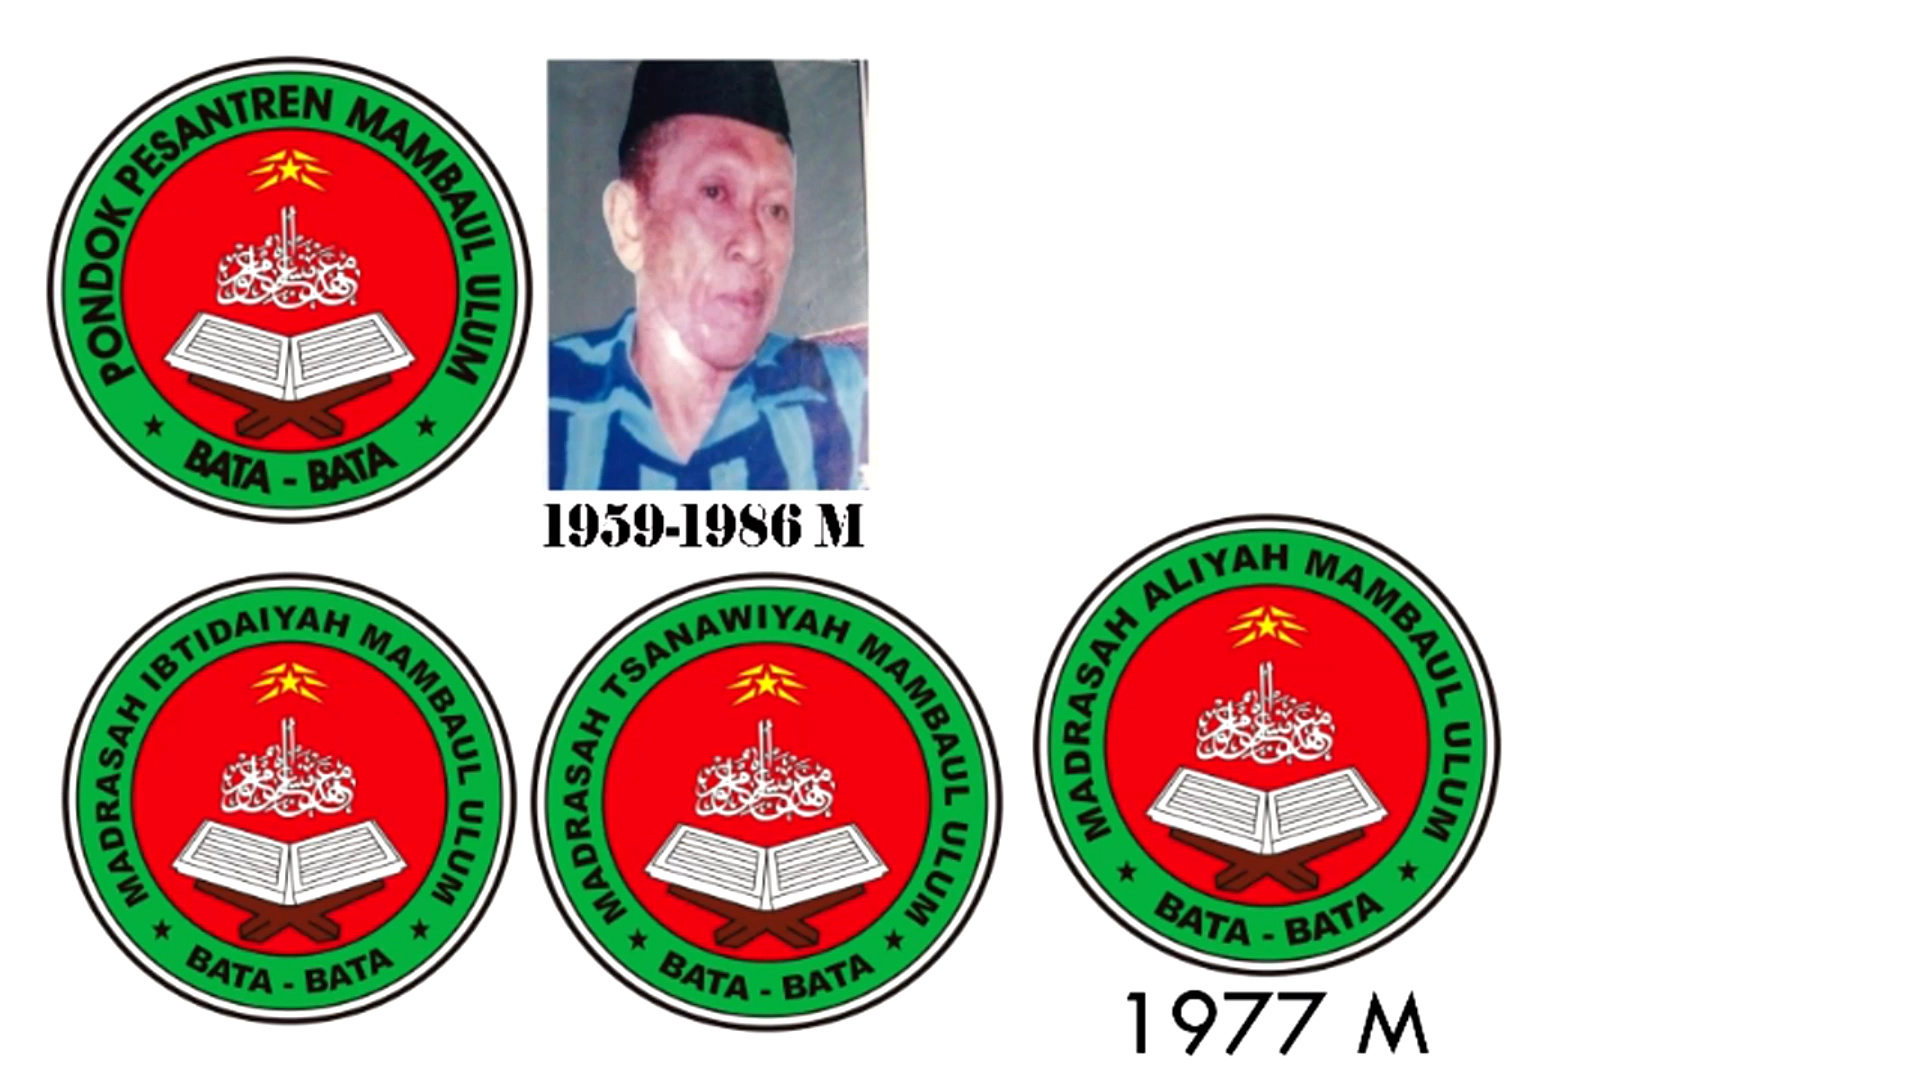 PONDOK PESANTREN MAMBAUL ULUM
BATA - BATA
1959-1986 M
MADRASAH IBTIDAIYAH MAMBAUL ULUM
BATA - BATA
MADRASAH TSANAWIYAH MAMBAUL ULUM
BATA - BATA
MADRASAH ALIYAH MAMBAUL ULUM
BATA - BATA
1977 M